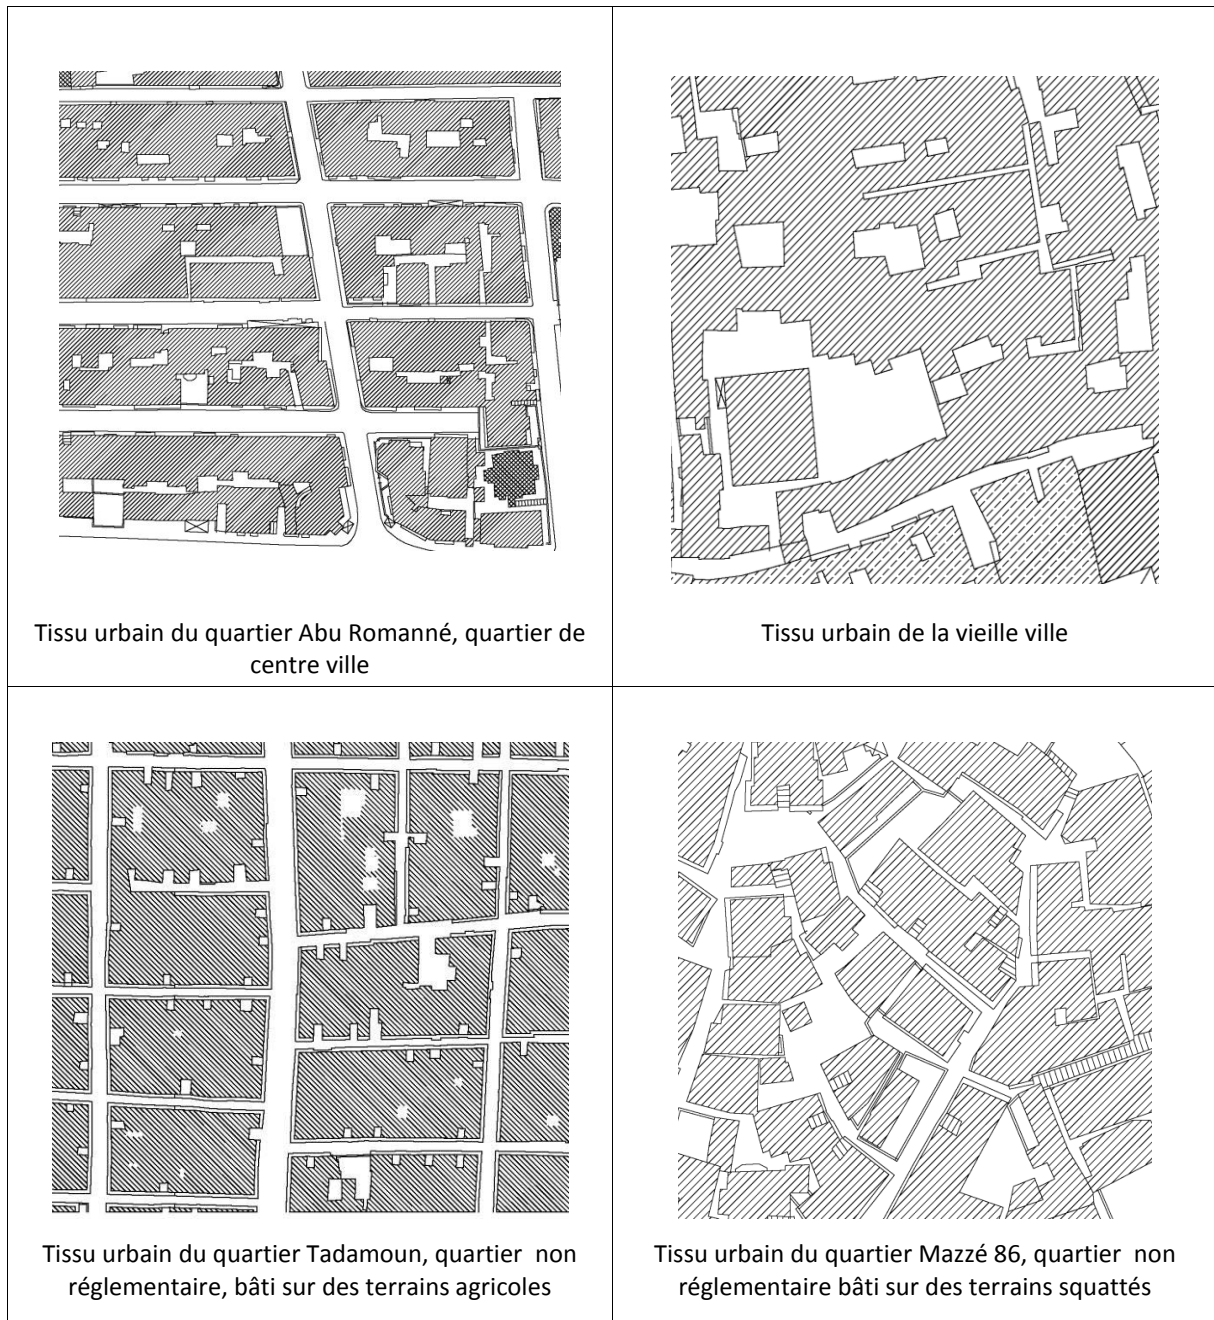 Tissu urbain du quartier Abu Romanné, quartier de
centre ville
Tissu urbain de la vieille ville
Tissu urbain du quartier Tadamoun, quartier non
réglementaire, bâti sur des terrains agricoles
Tissu urbain du quartier Mazzé 86, quartier non
réglementaire bâti sur des terrains squattés